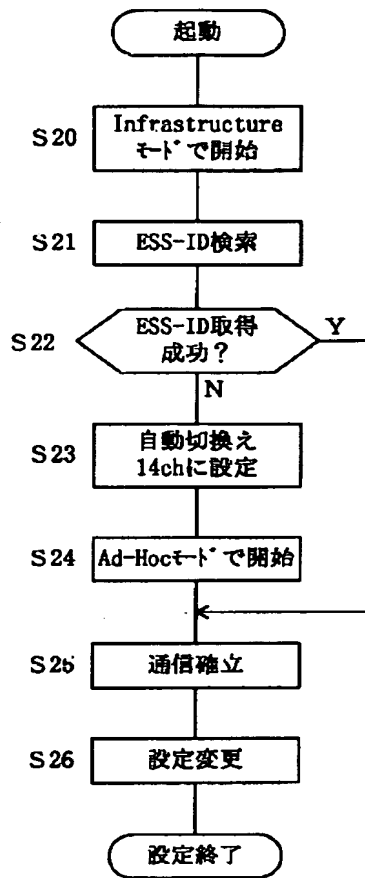 起動
S20
Infrastructure
モードで開始
S21
ESS-ID検索
S22
ESS-ID取得
成功？
Y
N
S23
自動切換え
14chに設定
S24
Ad-Hocモードで開始
S25
通信確立
S26
設定変更
設定終了